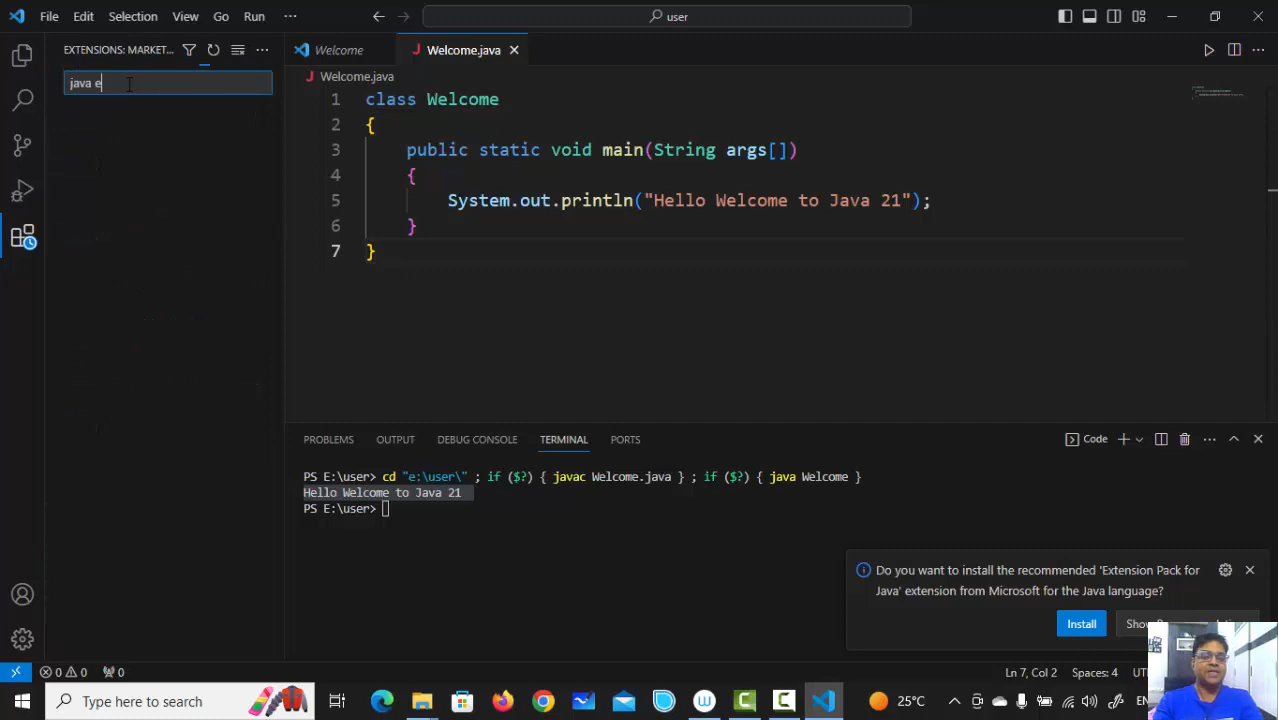 File Edit Selection View Go Run ... user
EXTENSIONS: MARKET... Welcome Welcome.java
java e
Welcome.java
1 class Welcome
2 {
3 public static void main(String args[])
4 {
5 System.out.println("Hello Welcome to Java 21");
6 }
7 }
PROBLEMS OUTPUT DEBUG CONSOLE TERMINAL PORTS Code
PS E:\user> cd "e:\user\" ; if ($?) { javac Welcome.java } ; if ($?) { java Welcome }
Hello Welcome to Java 21
PS E:\user>
Do you want to install the recommended 'Extension Pack for
Java' extension from Microsoft for the Java language?
Install
0 0 0 Ln 7, Col 2 Spaces: 4
Type here to search 25°C